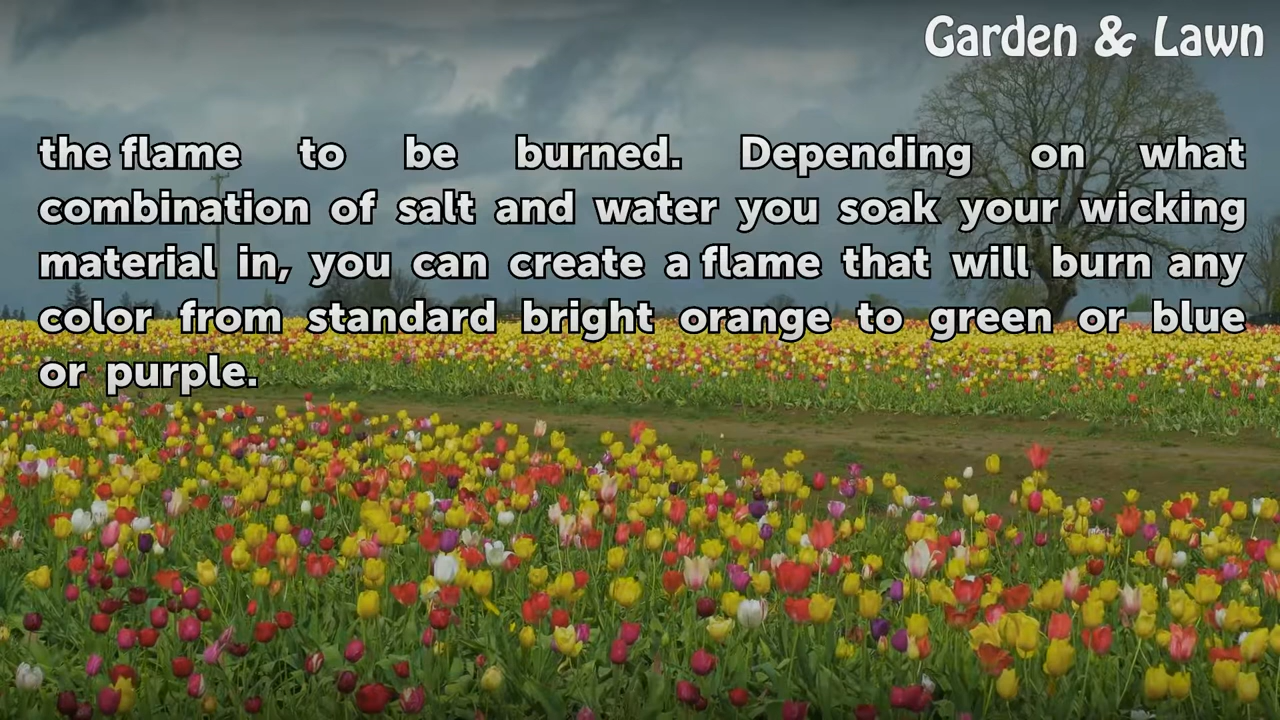 Garden & Lawn
the flame to be burned. Depending on what
combination of salt and water you soak your wicking
material in, you can create a flame that will burn any
color from standard bright orange to green or blue
or purple.